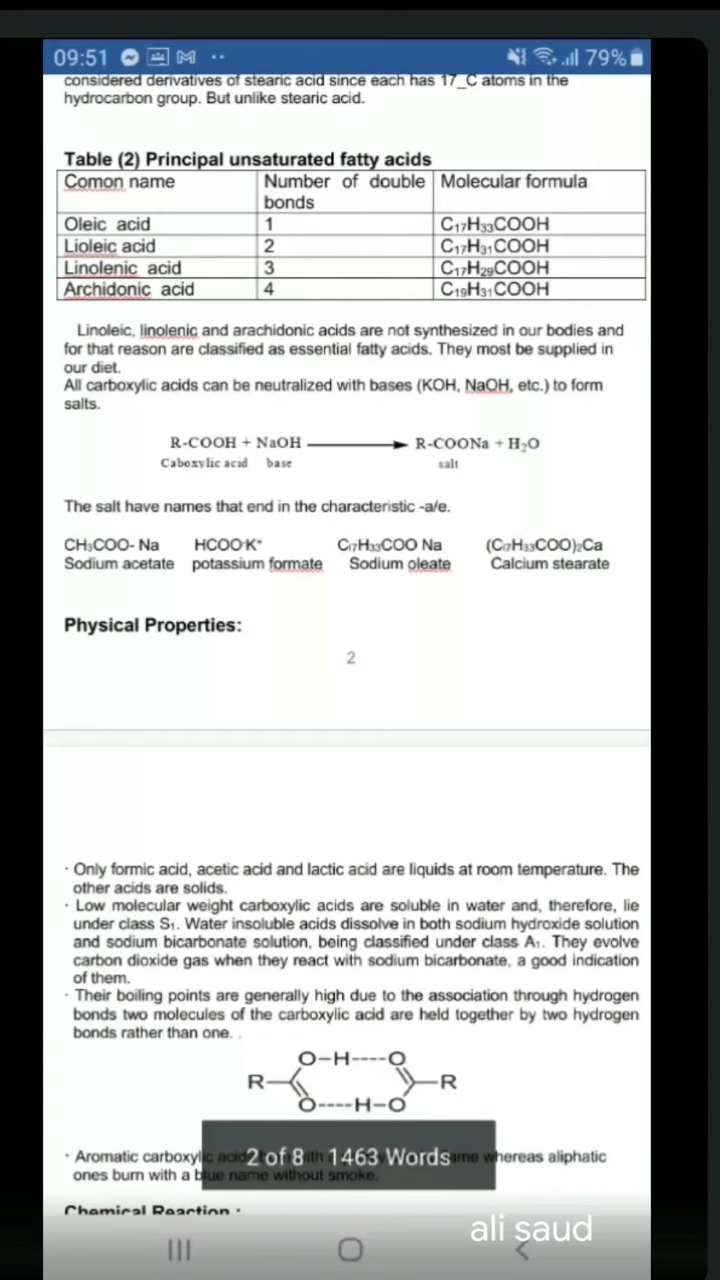 09:51 79%
considered derivatives of stearic acid since each has 17_C atoms in the
hydrocarbon group. But unlike stearic acid.
Table (2) Principal unsaturated fatty acids
Comon name Number of double bonds Molecular formula
Oleic acid 1 C₁₇H₃₃COOH
Lioleic acid 2 C₁₇H₃₁COOH
Linolenic acid 3 C₁₇H₂₉COOH
Archidonic acid 4 C₁₉H₃₁COOH
Linoleic, linolenic and arachidonic acids are not synthesized in our bodies and
for that reason are classified as essential fatty acids. They most be supplied in
our diet.
All carboxylic acids can be neutralized with bases (KOH, NaOH, etc.) to form
salts.
R-COOH + NaOH ⟶ R-COONa + H₂O
Caboxylic acid base salt
The salt have names that end in the characteristic -a/e.
CH₃COO- Na HCOO⁻K⁺ C₁₇H₃₃COO Na (C₁₇H₃₃COO)₂Ca
Sodium acetate potassium formate Sodium oleate Calcium stearate
Physical Properties:
2
· Only formic acid, acetic acid and lactic acid are liquids at room temperature. The
other acids are solids.
· Low molecular weight carboxylic acids are soluble in water and, therefore, lie
under class S₁. Water insoluble acids dissolve in both sodium hydroxide solution
and sodium bicarbonate solution, being classified under class A₁. They evolve
carbon dioxide gas when they react with sodium bicarbonate, a good indication
of them.
· Their boiling points are generally high due to the association through hydrogen
bonds two molecules of the carboxylic acid are held together by two hydrogen
bonds rather than one. .
O-H----O
R R
O----H-O
· Aromatic carboxylic whereas aliphatic
2 of 8 1463 Words
ones burn with a blue name without smoke.
Chemical Reaction :
ali saud